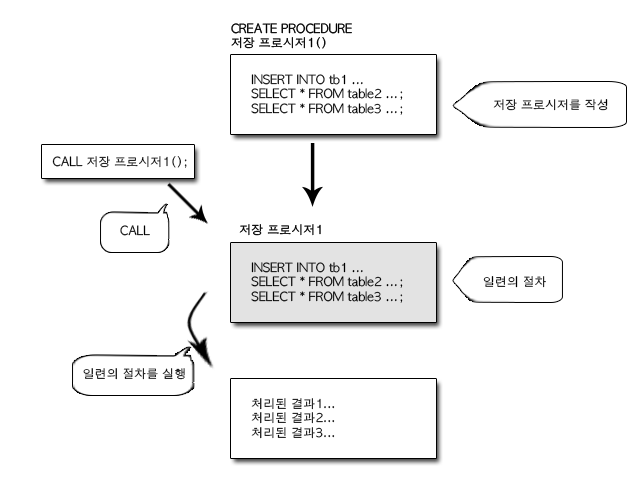 CREATE PROCEDURE
저장 프로시저1()
INSERT INTO tb1 ...
SELECT * FROM table2 ...;
SELECT * FROM table3 ...;
저장 프로시저를 작성
CALL 저장 프로시저1();
CALL
저장 프로시저1
INSERT INTO tb1 ...
SELECT * FROM table2 ...;
SELECT * FROM table3 ...;
일련의 절차
일련의 절차를 실행
처리된 결과1...
처리된 결과2...
처리된 결과3...